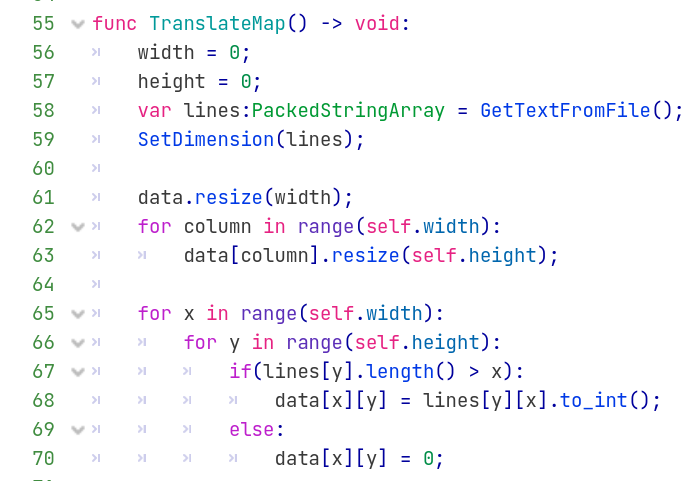 55 func TranslateMap() -> void:
56 width = 0;
57 height = 0;
58 var lines:PackedStringArray = GetTextFromFile();
59 SetDimension(lines);
60
61 data.resize(width);
62 for column in range(self.width):
63 data[column].resize(self.height);
64
65 for x in range(self.width):
66 for y in range(self.height):
67 if(lines[y].length() > x):
68 data[x][y] = lines[y][x].to_int();
69 else:
70 data[x][y] = 0;